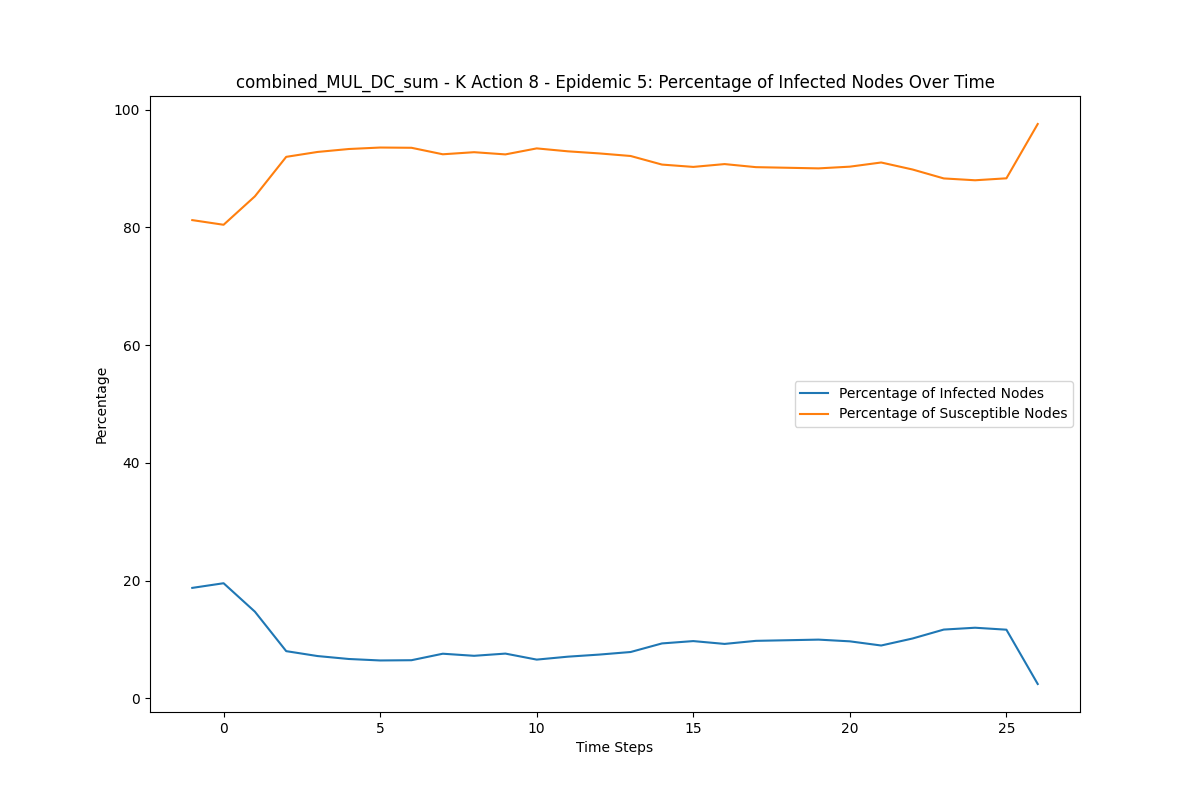 combined_MUL_DC_sum - K Action 8 - Epidemic 5: Percentage of Infected Nodes Over Time
100
80
60
40
20
0
Percentage
Percentage of Infected Nodes
Percentage of Susceptible Nodes
0 5 10 15 20 25
Time Steps